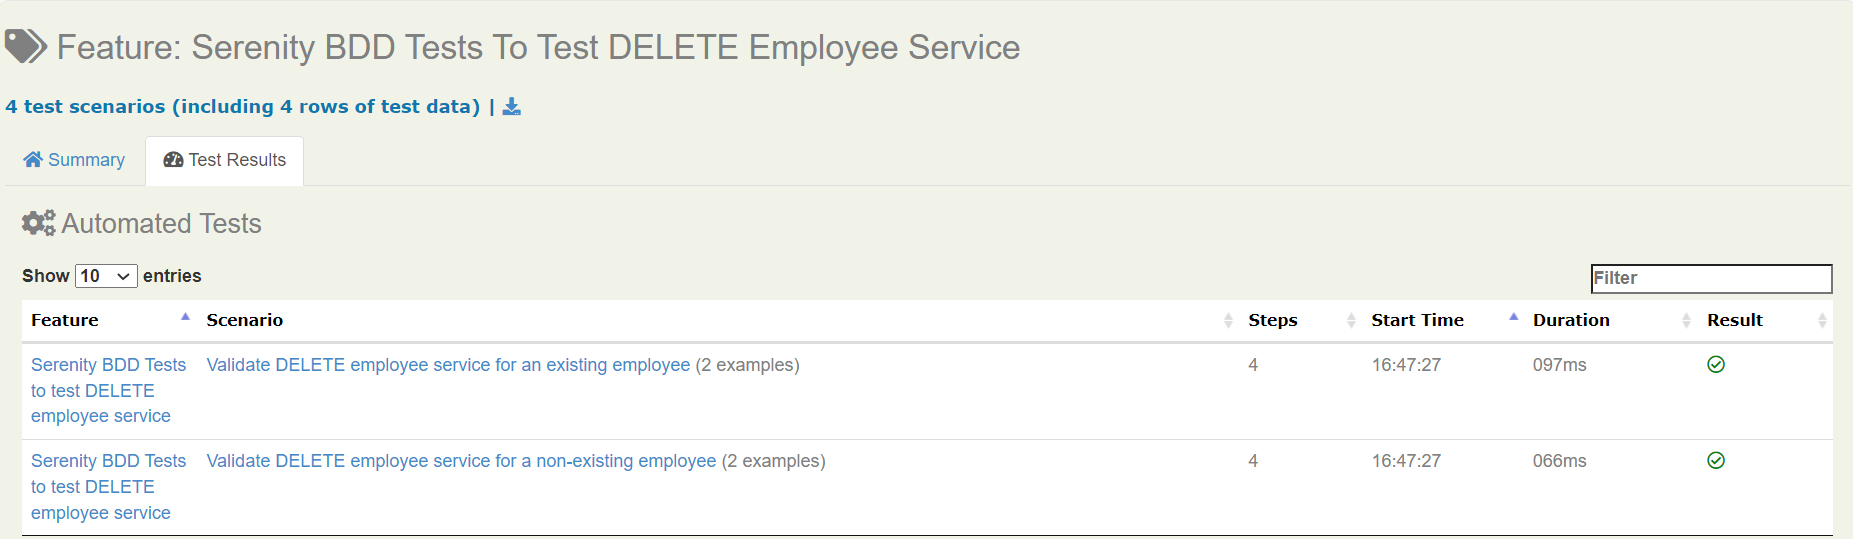 Feature: Serenity BDD Tests To Test DELETE Employee Service
4 test scenarios (including 4 rows of test data) |
Summary
Test Results
Automated Tests
Show 10 entries
Filter
Feature Scenario Steps Start Time Duration Result
Serenity BDD Tests Validate DELETE employee service for an existing employee (2 examples) 4 16:47:27 097ms
to test DELETE
employee service
Serenity BDD Tests Validate DELETE employee service for a non-existing employee (2 examples) 4 16:47:27 066ms
to test DELETE
employee service